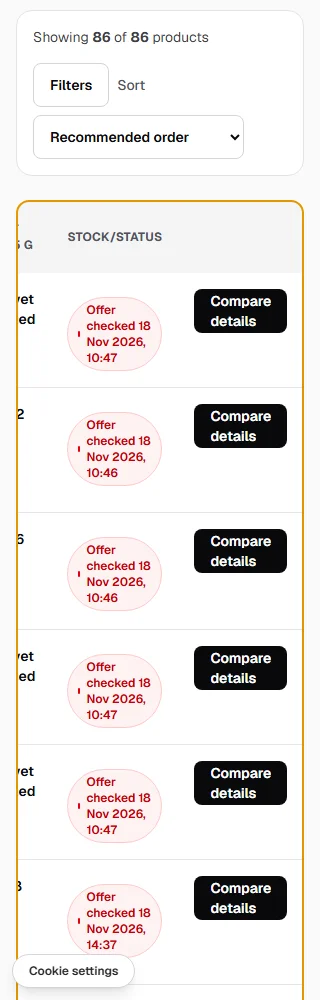 Showing 86 of 86 products
Filters
Sort
Recommended order
G
STOCK/STATUS
Offer
checked 18
Nov 2026,
10:47
Compare
details
2
Offer
checked 18
Nov 2026,
10:46
Compare
details
6
Offer
checked 18
Nov 2026,
10:46
Compare
details
Offer
checked 18
Nov 2026,
10:47
Compare
details
Offer
checked 18
Nov 2026,
10:47
Compare
details
Offer
checked 18
Nov 2026,
14:37
Compare
details
Cookie settings